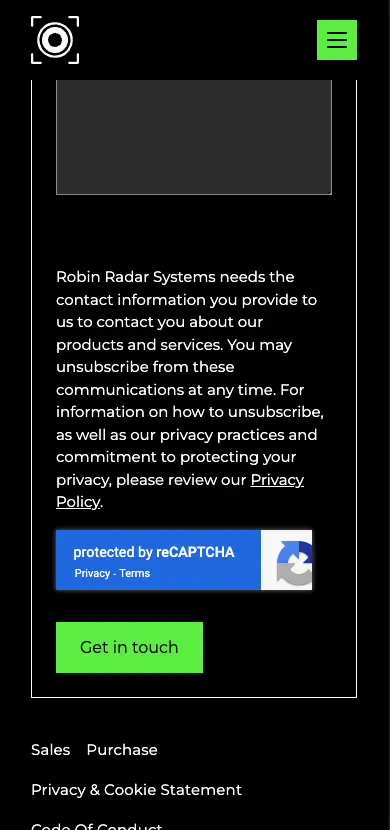 Robin Radar Systems needs the
contact information you provide to
us to contact you about our
products and services. You may
unsubscribe from these
communications at any time. For
information on how to unsubscribe,
as well as our privacy practices and
commitment to protecting your
privacy, please review our Privacy
Policy.
protected by reCAPTCHA
Privacy - Terms
Get in touch
Sales Purchase
Privacy & Cookie Statement
Code Of Conduct